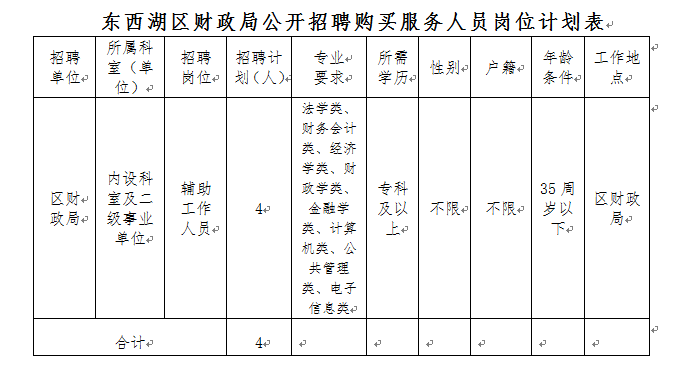 东西湖区财政局公开招聘购买服务人员岗位计划表
招聘
单位
所属科
室（单
位）
招聘
岗位
招聘计
划（人）
专业
要求
所需
学历
性别
户籍
年龄
条件
工作地
点
区财
政局
内设科
室及二
级事业
单位
辅助
工作
人员
4
法学类、
财务会计
类、经济
学类、财
政学类、
金融学
类、计算
机类、公
共管理
类、电子
信息类
专科
及以
上
不限
不限
35 周
岁以
下
区财政
局
合计
4